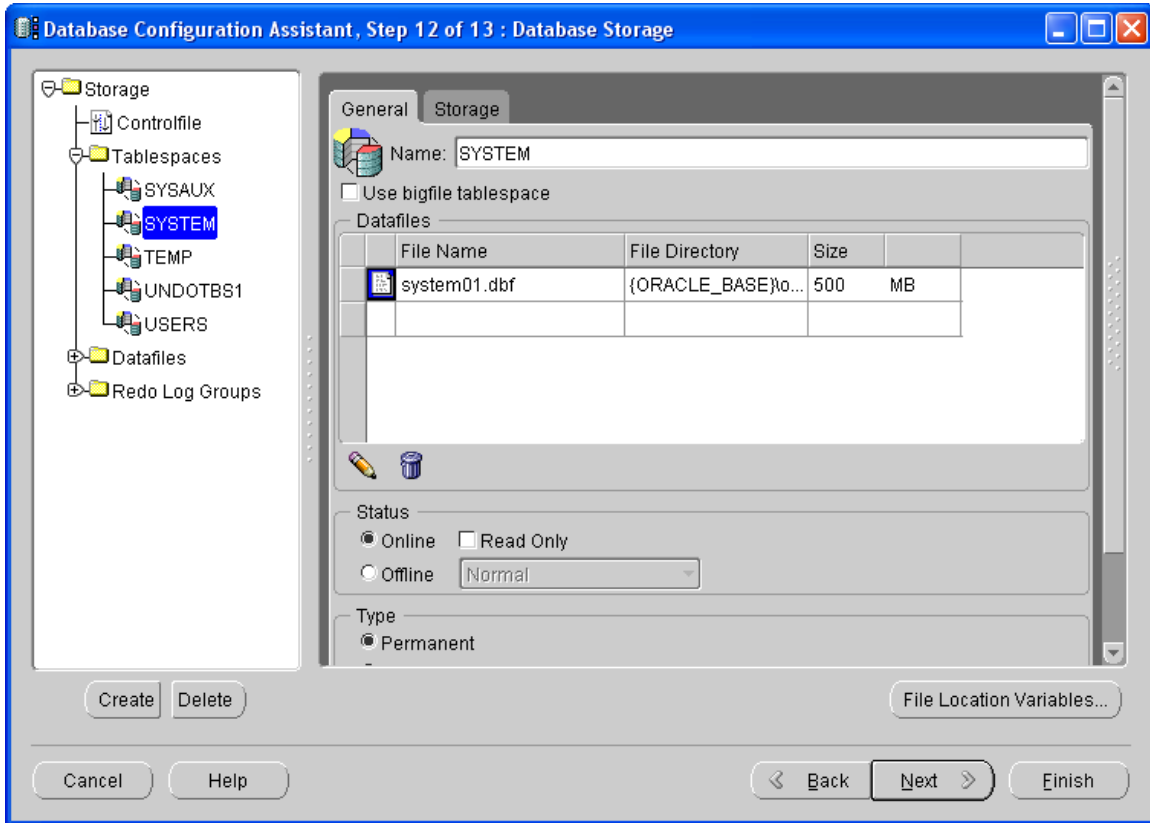 Database Configuration Assistant, Step 12 of 13 : Database Storage
Storage
Controlfile
Tablespaces
SYSAUX
SYSTEM
TEMP
UNDOTBS1
USERS
Datafiles
Redo Log Groups
Create Delete
General Storage
Name: SYSTEM
Use bigfile tablespace
Datafiles
File Name File Directory Size
system01.dbf {ORACLE_BASE}\o... 500 MB
Status
Online Read Only
Offline Normal
Type
Permanent
File Location Variables...
Cancel Help Back Next Finish